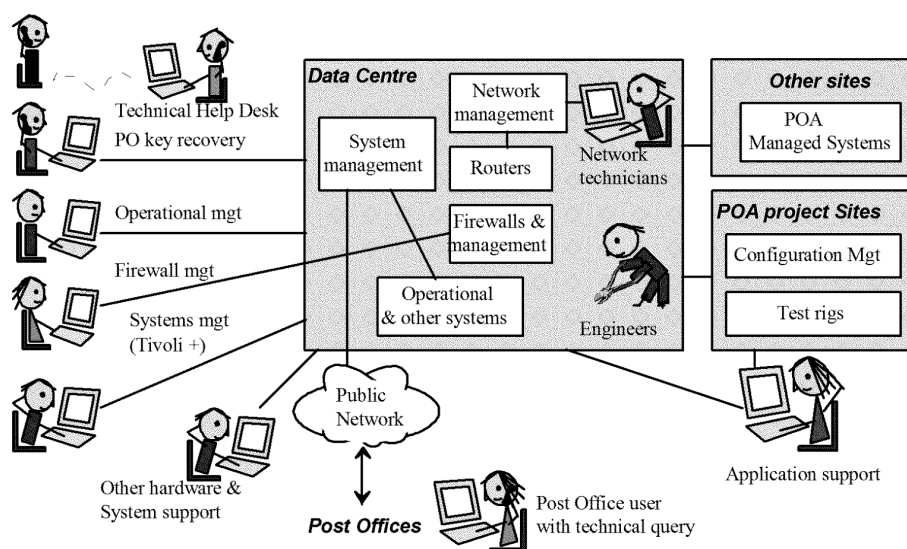 Technical Help Desk
PO key recovery
Operational mgt
Firewall mgt
Systems mgt
(Tivoli +)
Other hardware &
System support
Data Centre
System
management
Network
management
Routers
Firewalls &
management
Operational
& other systems
Network
technicians
Engineers
Public
Network
Post Offices
Post Office user
with technical query
Other sites
POA
Managed Systems
POA project Sites
Configuration Mgt
Test rigs
Application support